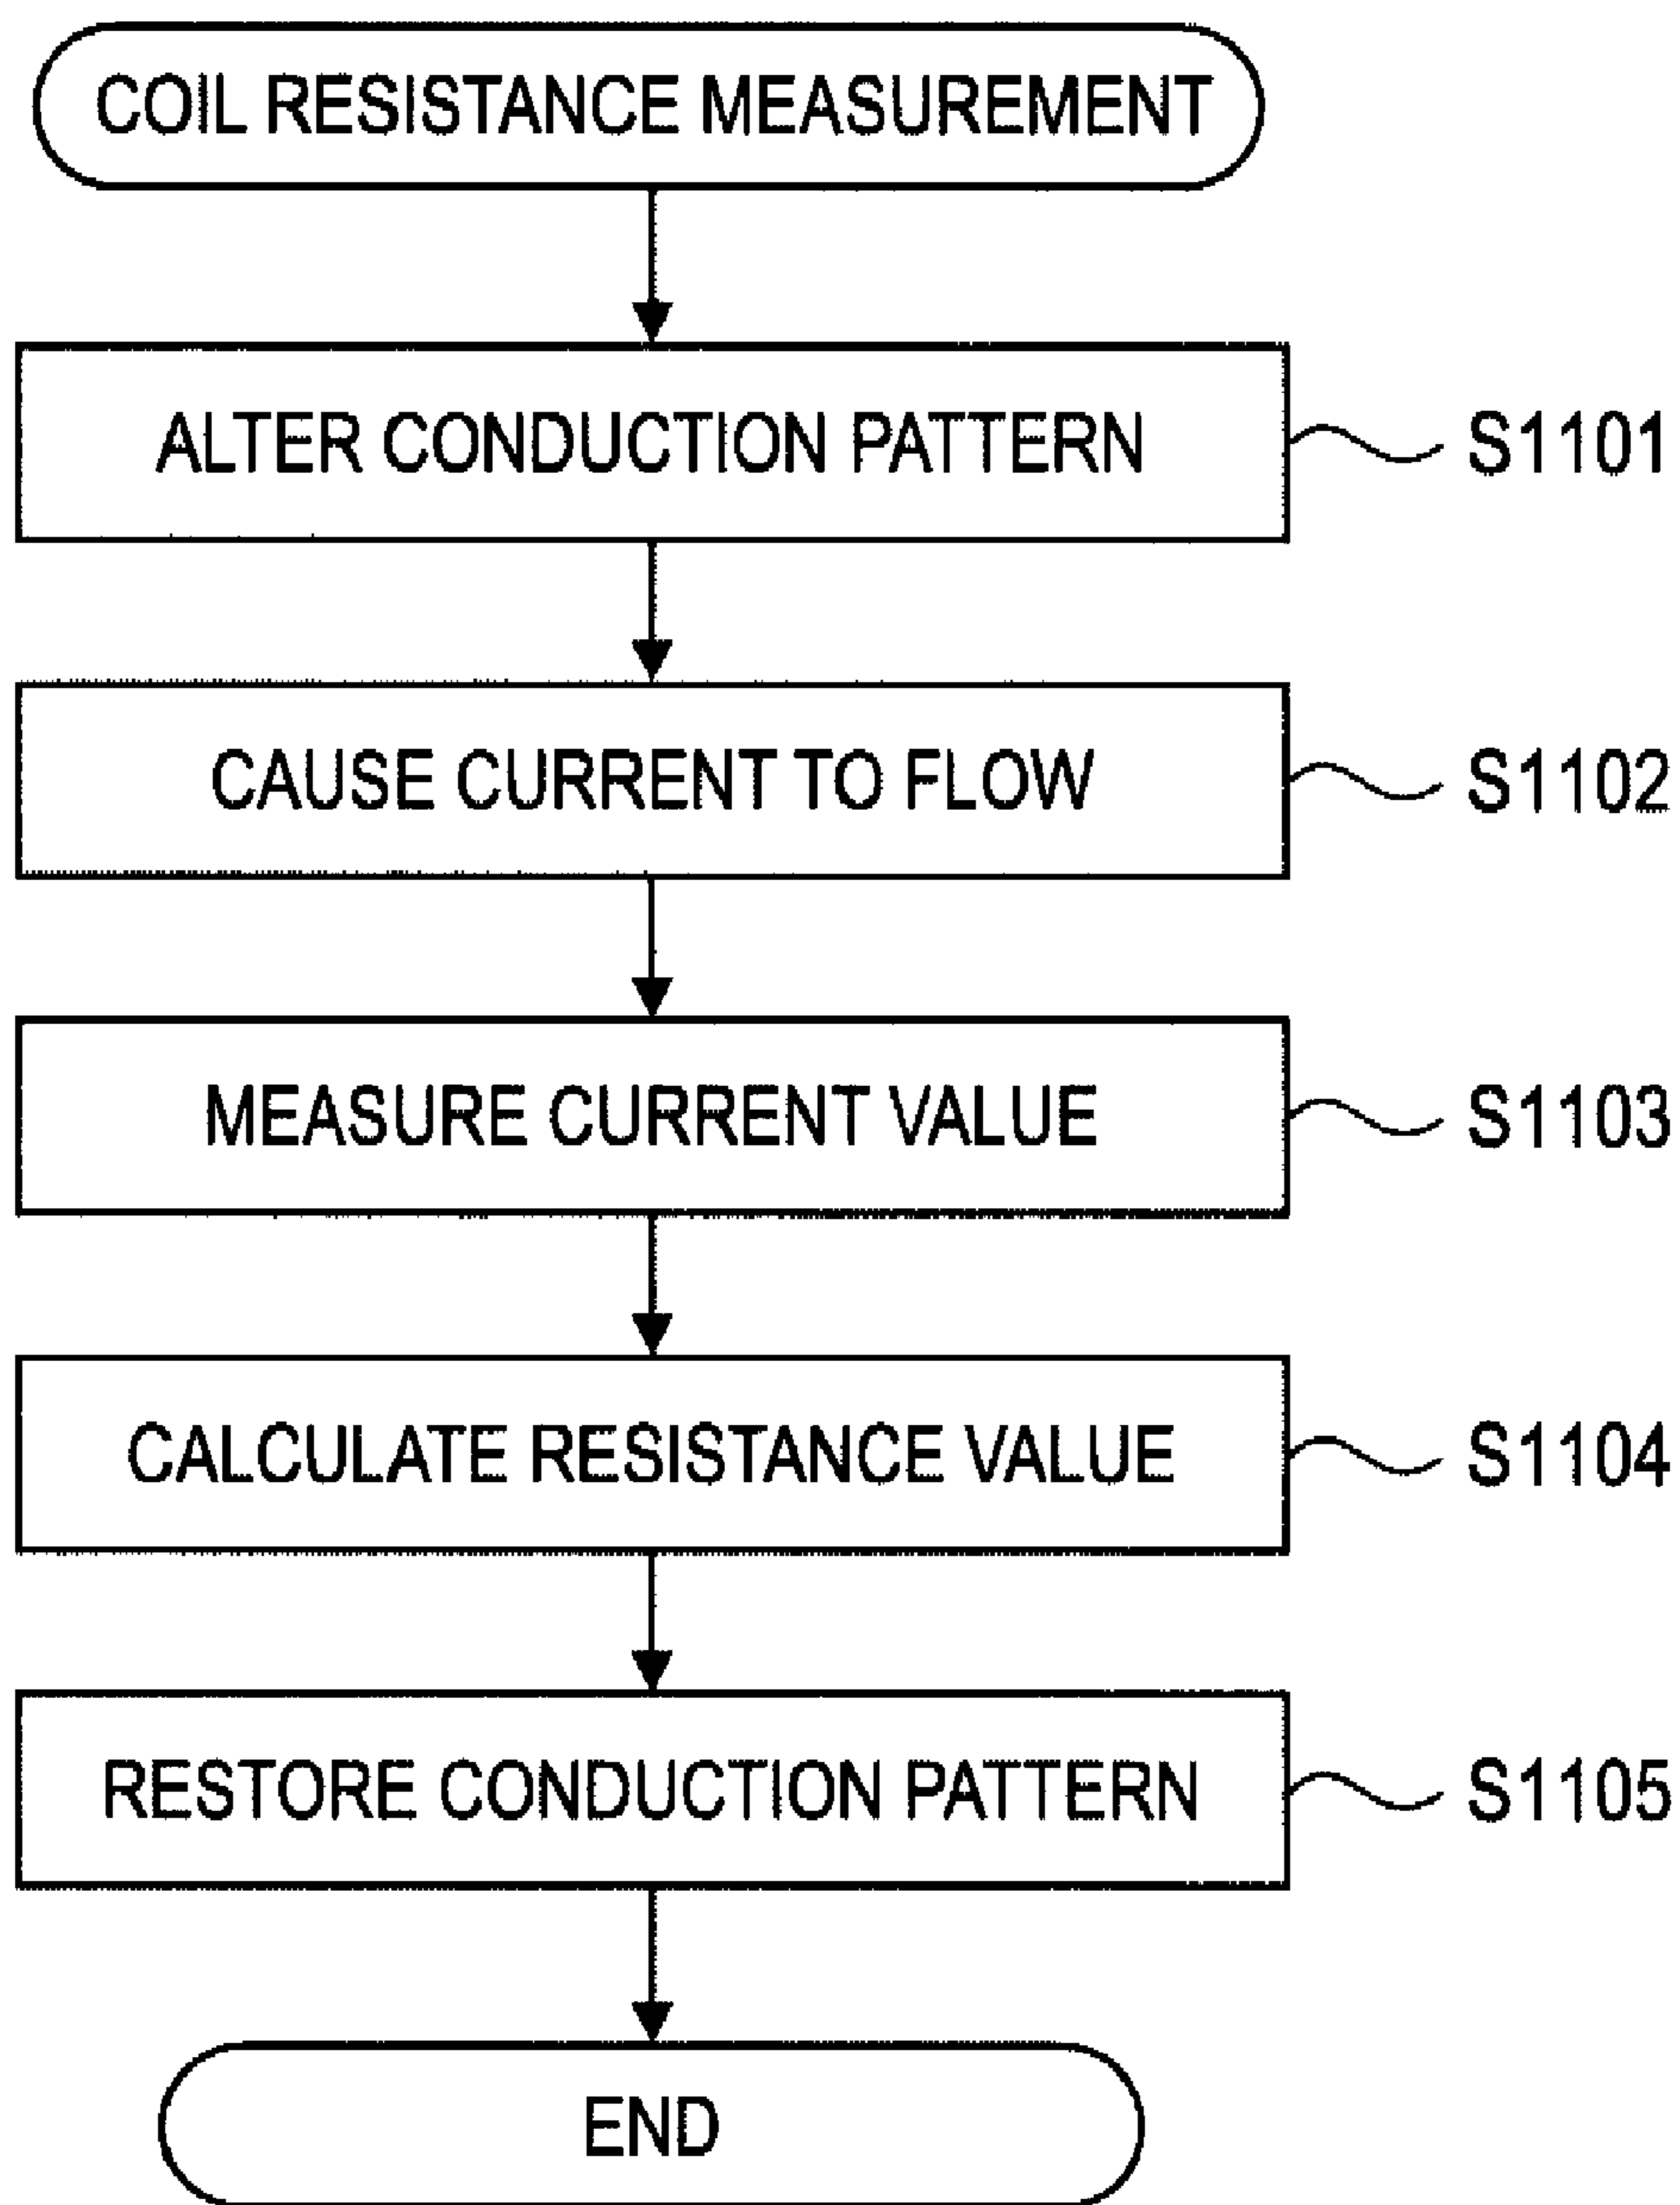 COIL RESISTANCE MEASUREMENT
ALTER CONDUCTION PATTERN S1101
CAUSE CURRENT TO FLOW S1102
MEASURE CURRENT VALUE S1103
CALCULATE RESISTANCE VALUE S1104
RESTORE CONDUCTION PATTERN S1105
END